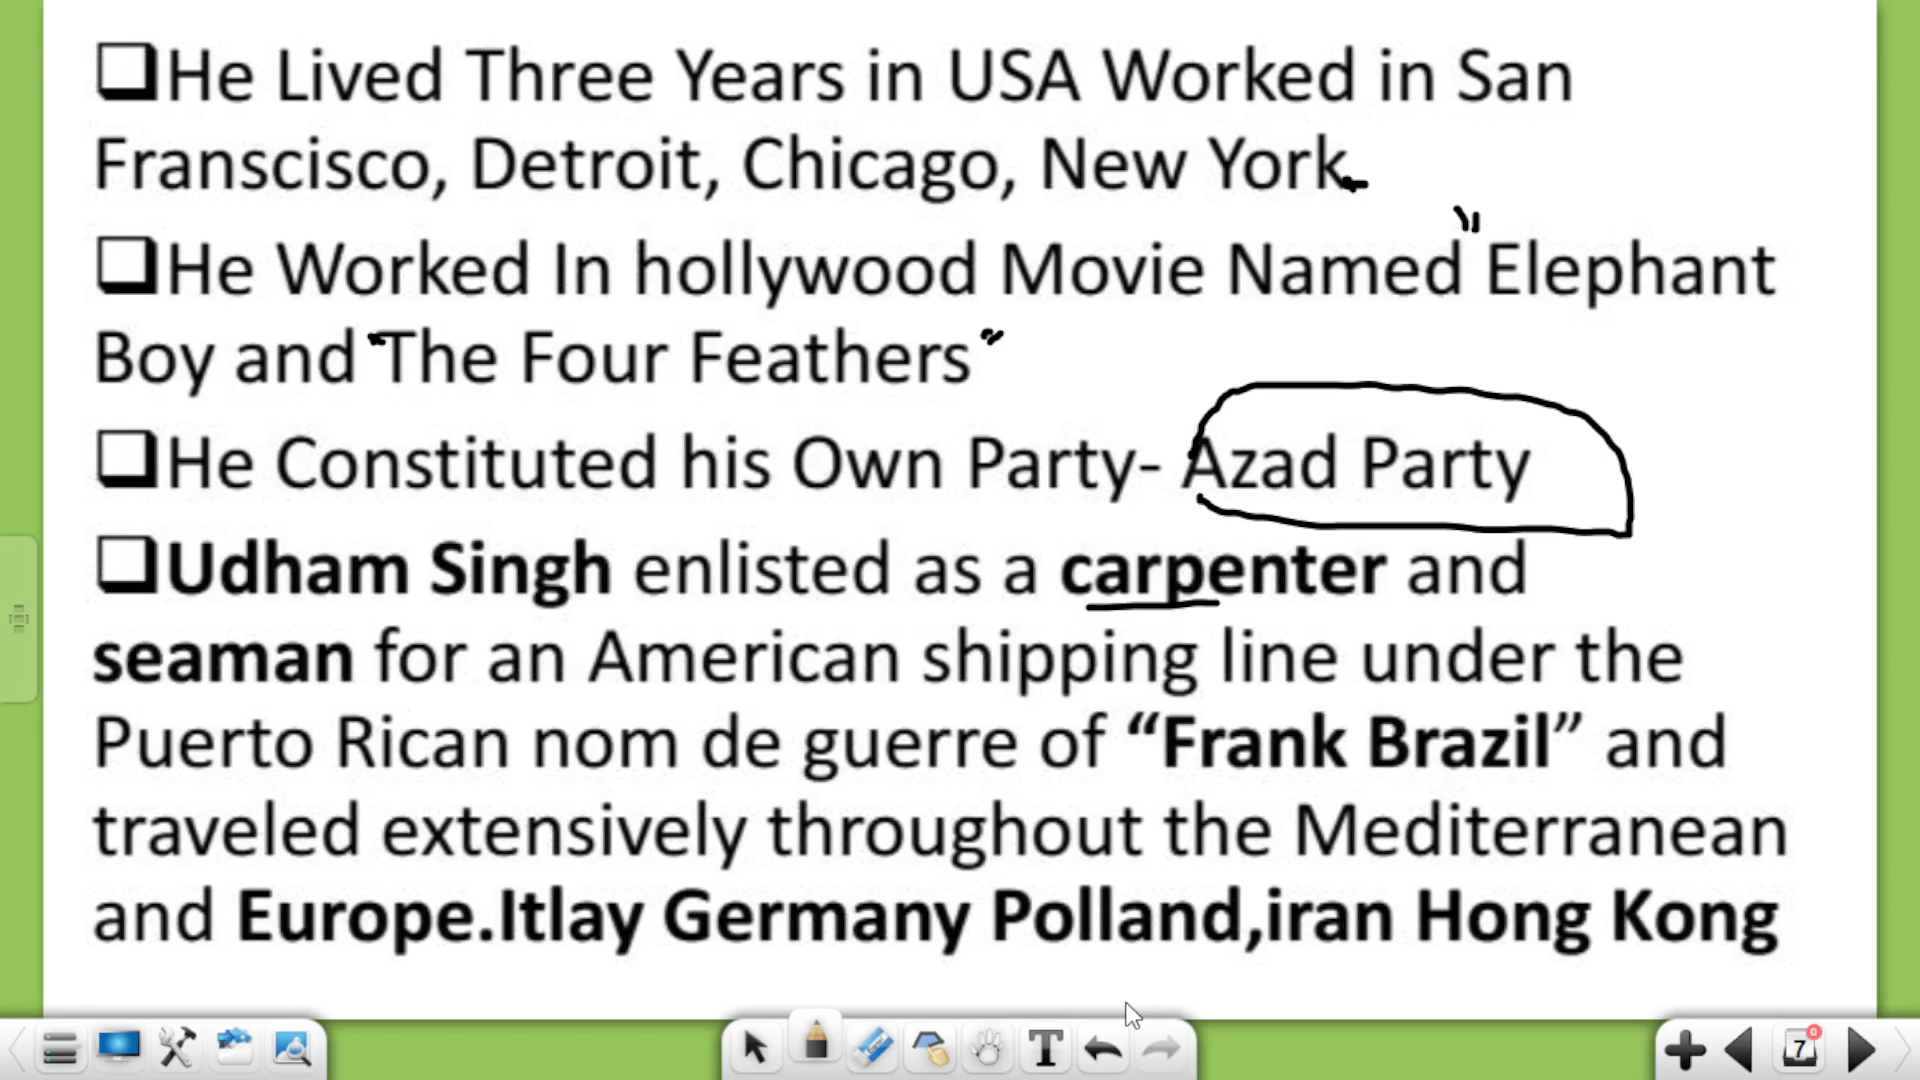 He Lived Three Years in USA Worked in San
Franscisco, Detroit, Chicago, New York
He Worked In hollywood Movie Named "Elephant
Boy and "The Four Feathers"
He Constituted his Own Party- Azad Party
Udham Singh enlisted as a carpenter and
seaman for an American shipping line under the
Puerto Rican nom de guerre of “Frank Brazil” and
traveled extensively throughout the Mediterranean
and Europe.Itlay Germany Polland,iran Hong Kong
T
7
0